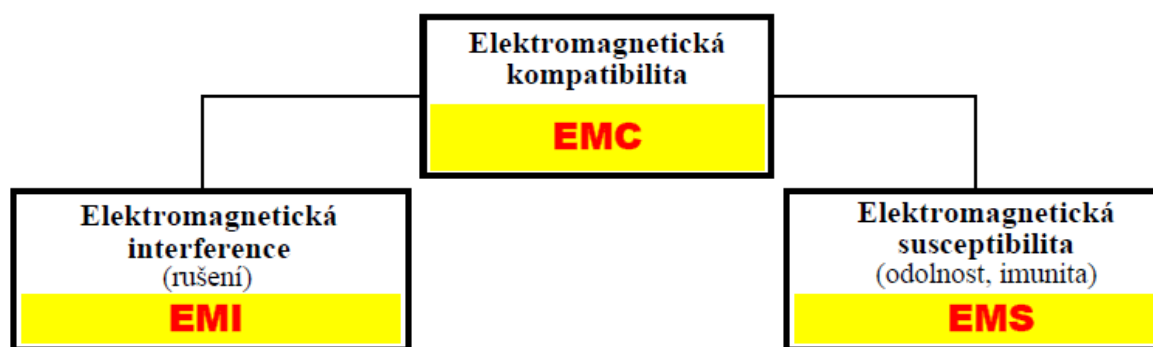 Elektromagnetická
kompatibilita
EMC
Elektromagnetická
interference
(rušení)
EMI
Elektromagnetická
susceptibilita
(odolnost, imunita)
EMS